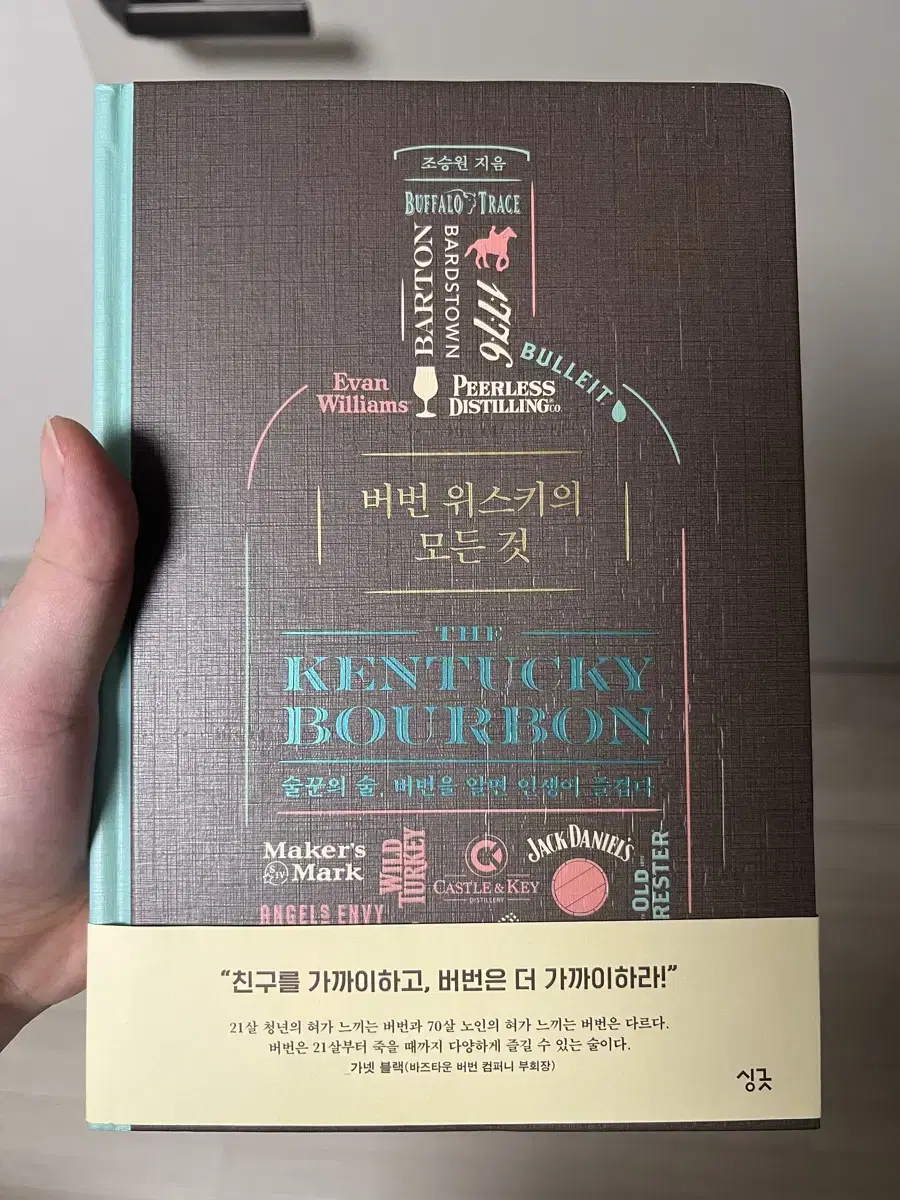 조승원 지음
BUFFALO TRACE
BARTON
BARDSTOWN
1776
BULLEIT
Evan
Williams
PEERLESS
DISTILLING CO.
버번 위스키의
모든 것
THE
KENTUCKY
BOURBON
술꾼의 술, 버번을 알면 인생이 즐겁다
Maker's
Mark
SIV
WILD
TURKEY
CK
CASTLE & KEY
DISTILLERY
JACK DANIEL'S
OLD
ANGELS ENVY
“친구를 가까이하고, 버번은 더 가까이하라!”
21살 청년의 혀가 느끼는 버번과 70살 노인의 혀가 느끼는 버번은 다르다.
버번은 21살부터 죽을 때까지 다양하게 즐길 수 있는 술이다.
_가넷 블랙(바즈타운 버번 컴퍼니 부회장)
싱긋